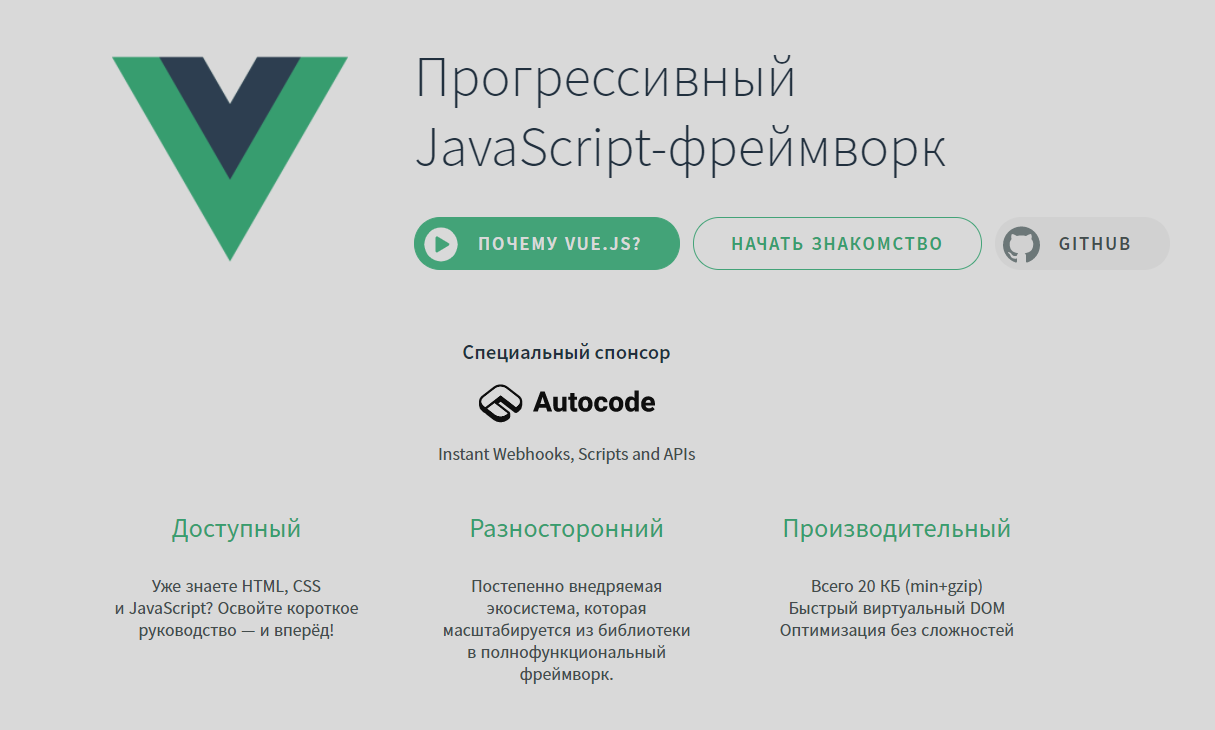 Прогрессивный
JavaScript-фреймворк
ПОЧЕМУ VUE.JS?
НАЧАТЬ ЗНАКОМСТВО
GITHUB
Специальный спонсор
Autocode
Instant Webhooks, Scripts and APIs
Доступный
Уже знаете HTML, CSS
и JavaScript? Освойте короткое
руководство — и вперёд!
Разносторонний
Постепенно внедряемая
экосистема, которая
масштабируется из библиотеки
в полнофункциональный
фреймворк.
Производительный
Всего 20 КБ (min+gzip)
Быстрый виртуальный DOM
Оптимизация без сложностей